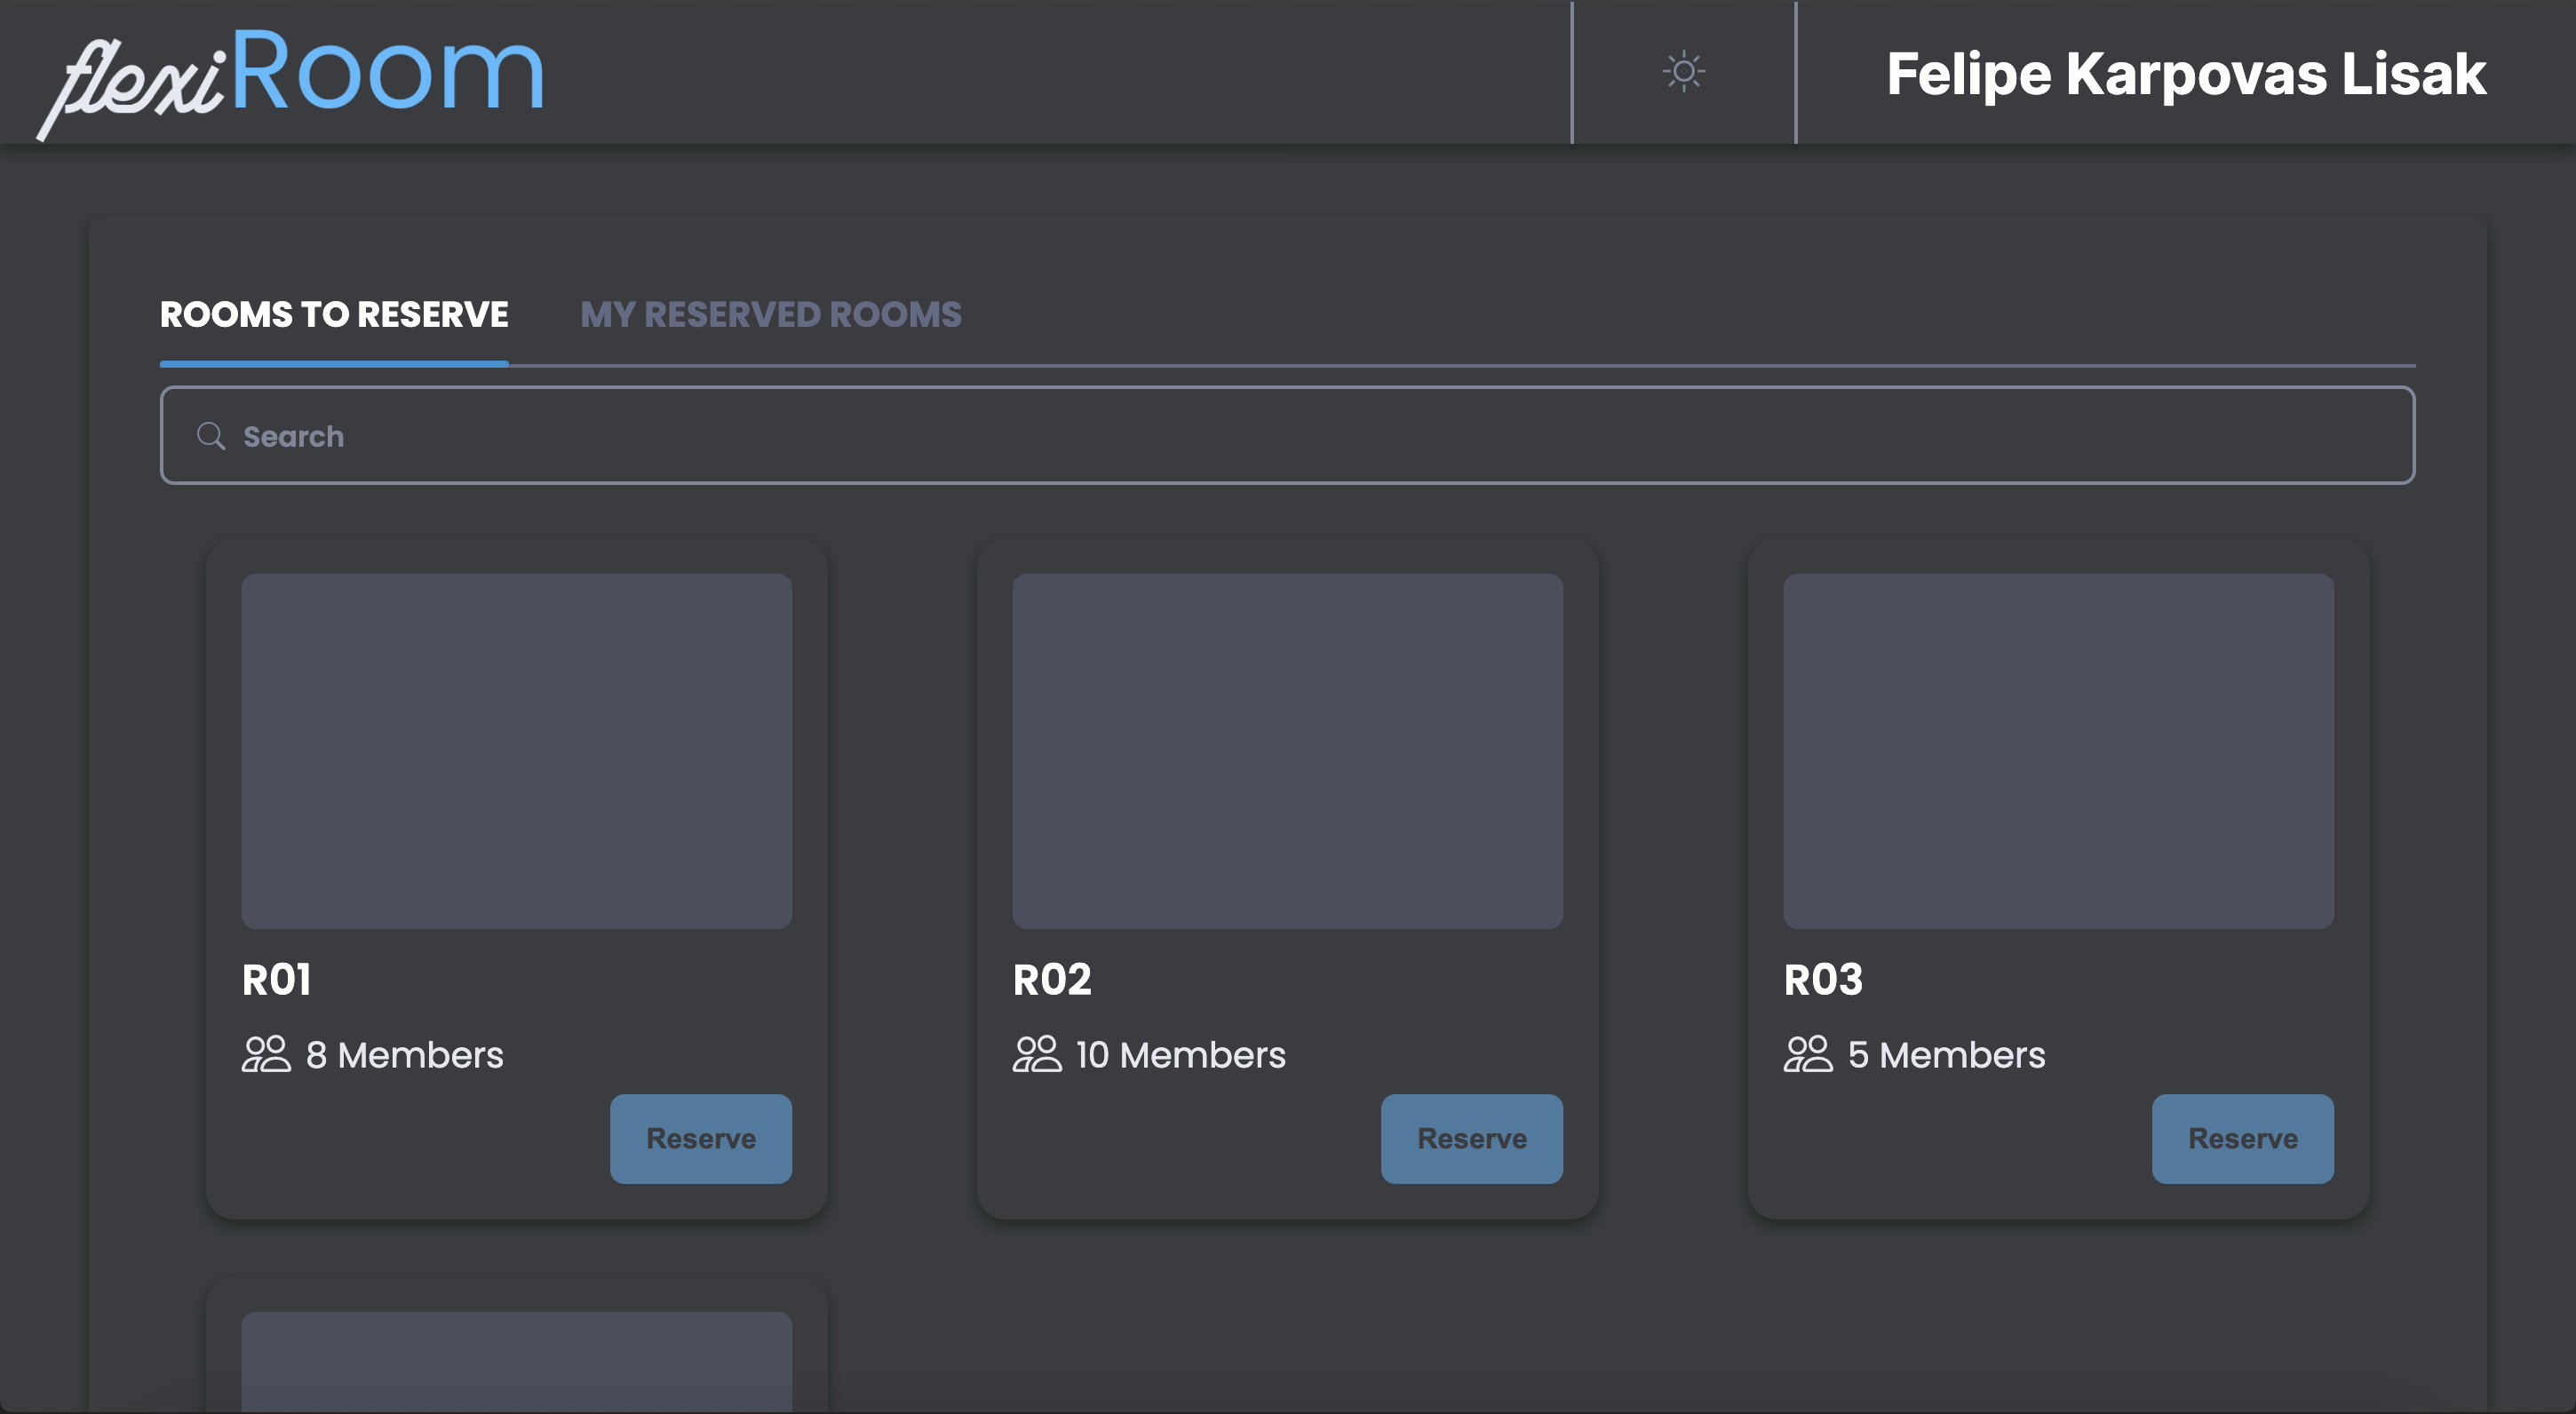 flexiRoom
Felipe Karpovas Lisak
ROOMS TO RESERVE
MY RESERVED ROOMS
Search
R01
8 Members
Reserve
R02
10 Members
Reserve
R03
5 Members
Reserve